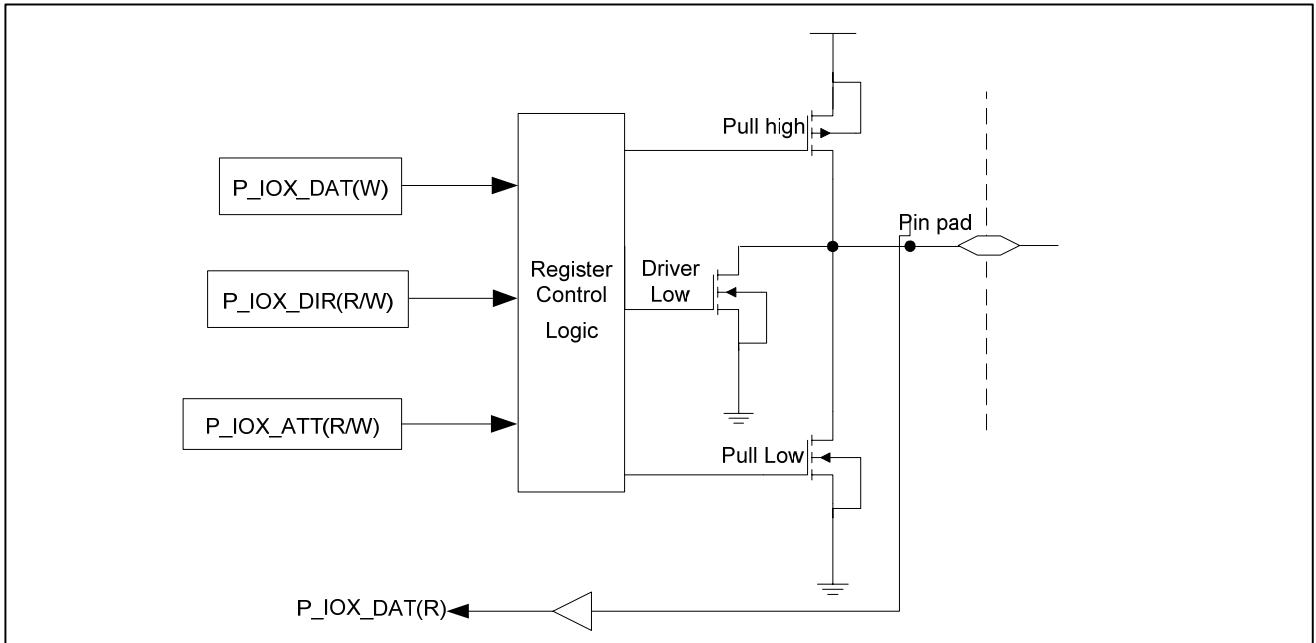 Pull high
P_IOX_DAT(W)
Pin pad
Register
Control
Logic
Driver
Low
P_IOX_DIR(R/W)
P_IOX_ATT(R/W)
Pull Low
P_IOX_DAT(R)